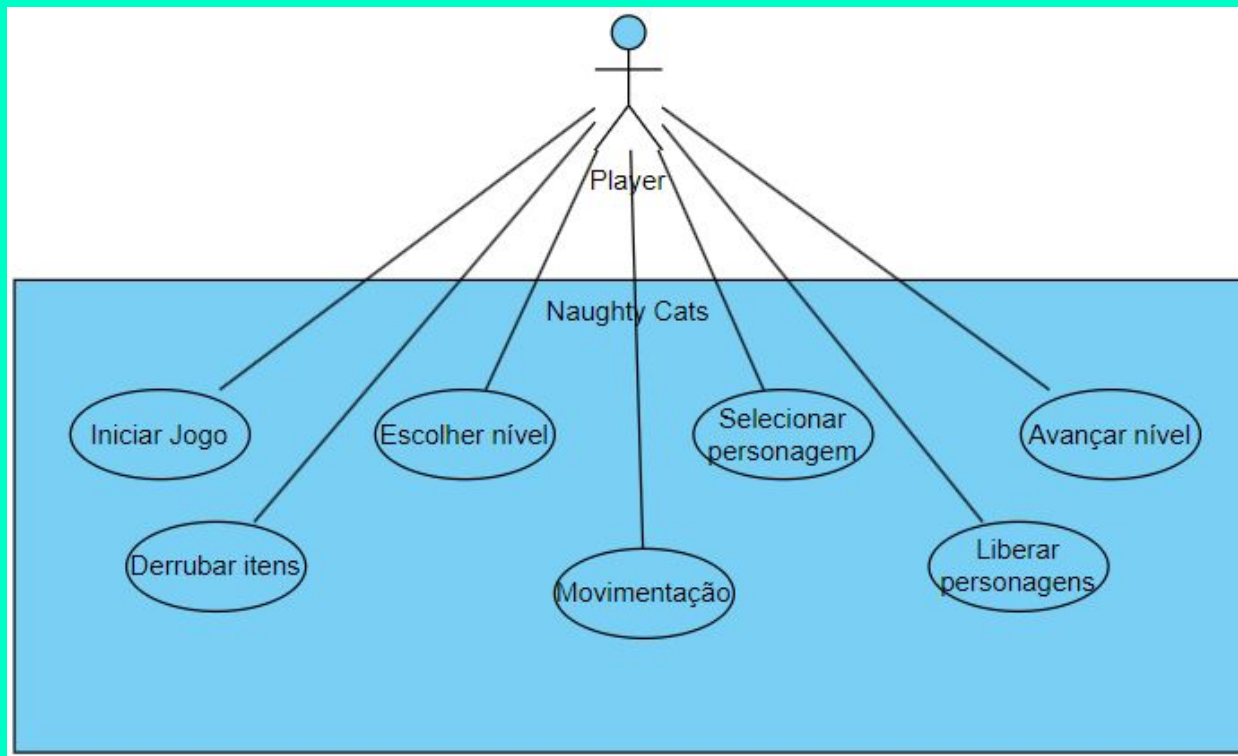 Player
Naughty Cats
Iniciar Jogo
Escolher nível
Selecionar
personagem
Avançar nível
Derrubar itens
Movimentação
Liberar
personagens